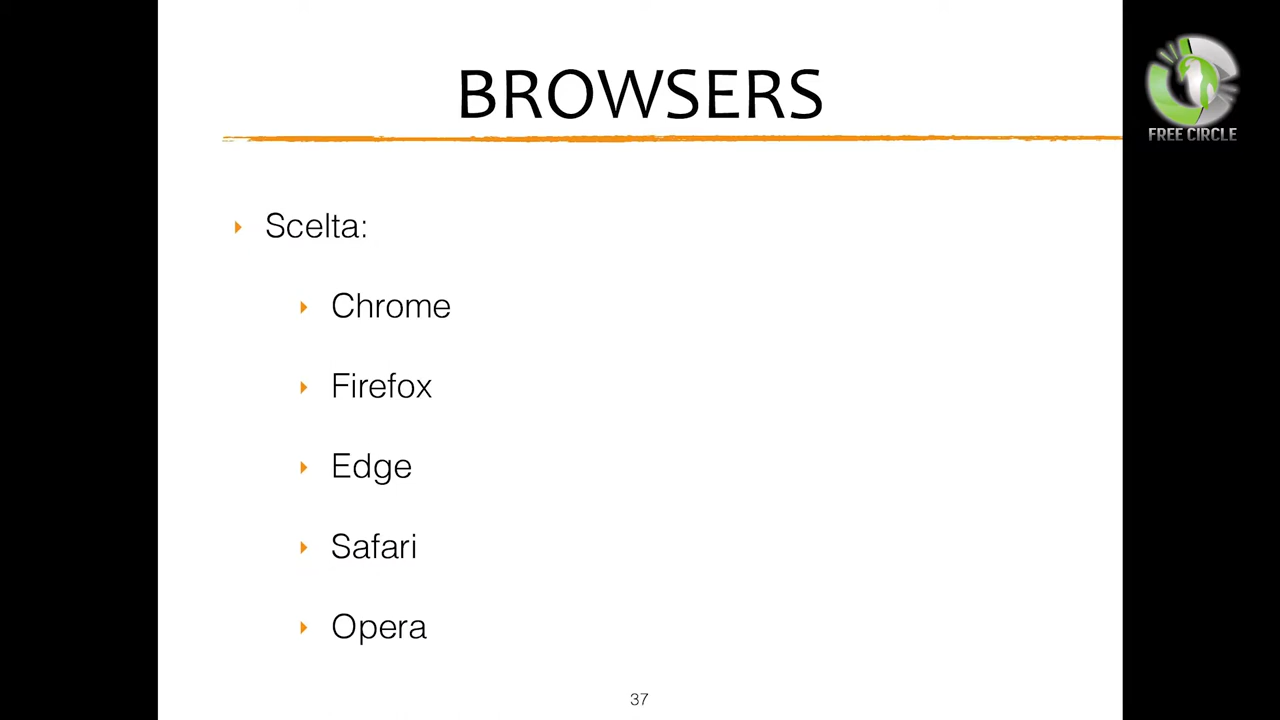 BROWSERS
FREE CIRCLE
Scelta:
Chrome
Firefox
Edge
Safari
Opera
37